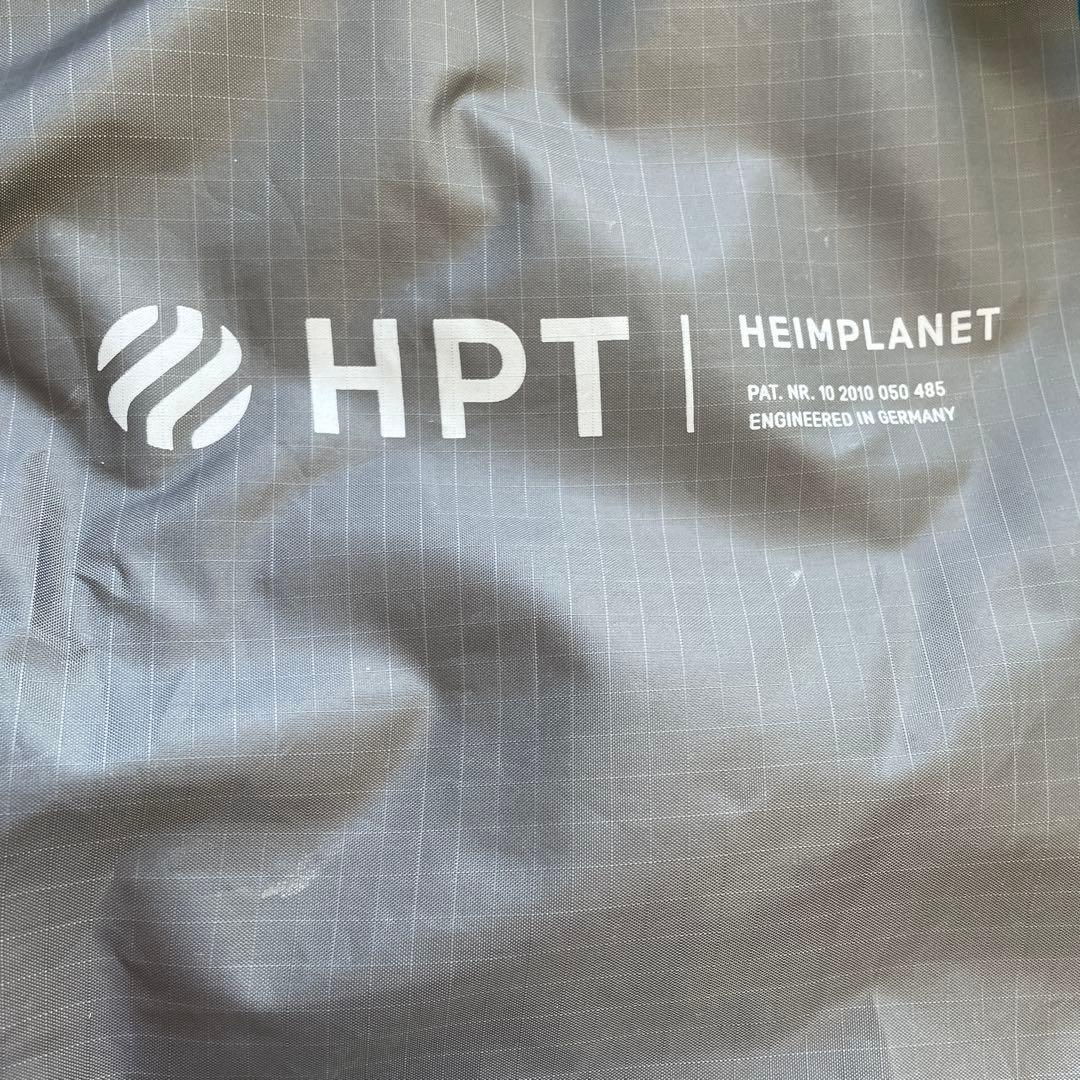 HPT
HEIMPLANET
PAT. NR. 10 2010 050 485
ENGINEERED IN GERMANY